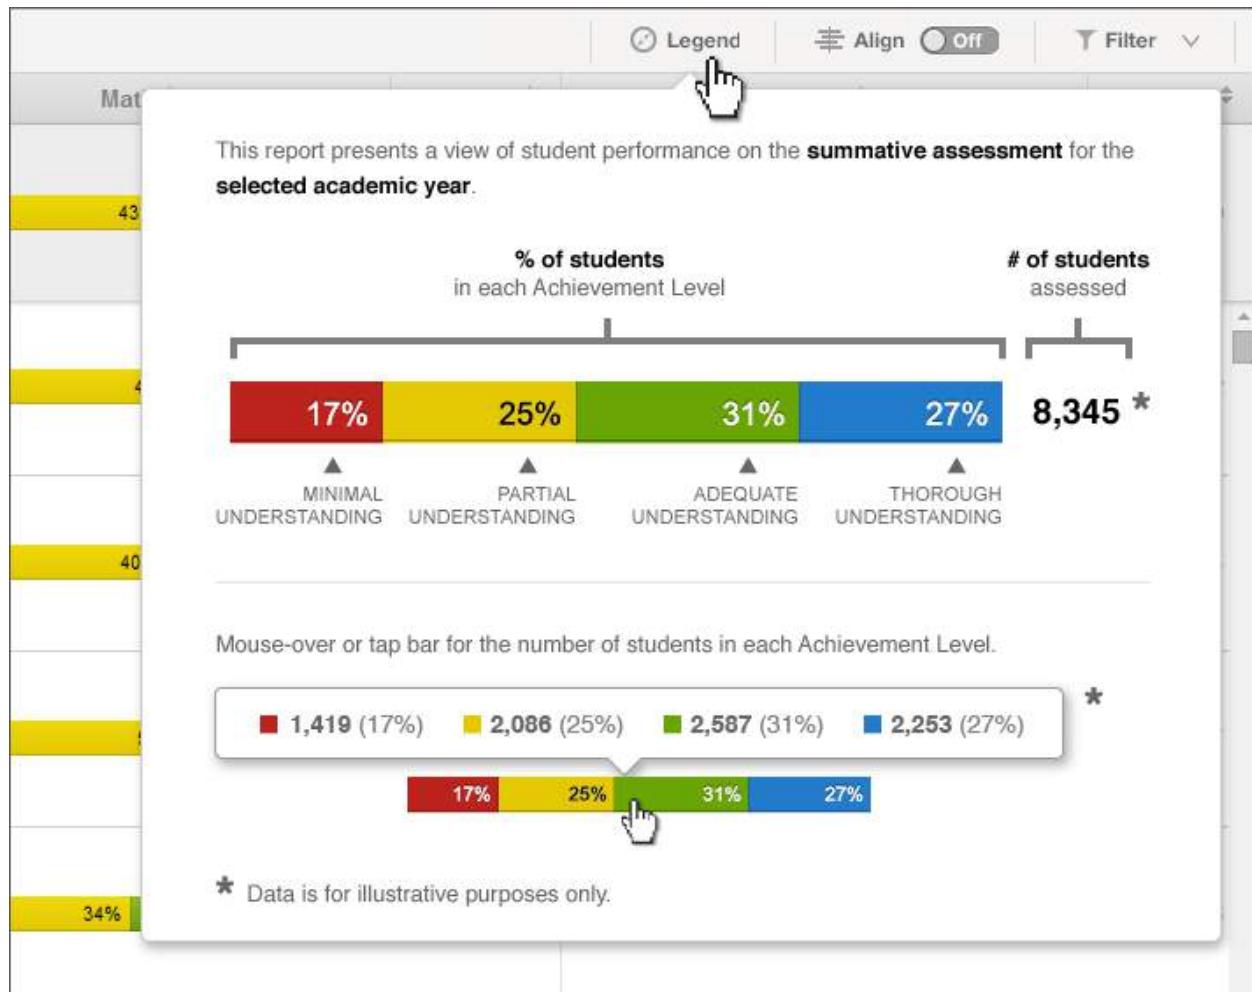 Legend
Align Off
Filter
Mat
This report presents a view of student performance on the summative assessment for the
selected academic year.
43
% of students
in each Achievement Level
# of students
assessed
17% 25% 31% 27% 8,345 *
MINIMAL
UNDERSTANDING
PARTIAL
UNDERSTANDING
ADEQUATE
UNDERSTANDING
THOROUGH
UNDERSTANDING
40
Mouse-over or tap bar for the number of students in each Achievement Level.
1,419 (17%) 2,086 (25%) 2,587 (31%) 2,253 (27%) *
17% 25% 31% 27%
* Data is for illustrative purposes only.
34%